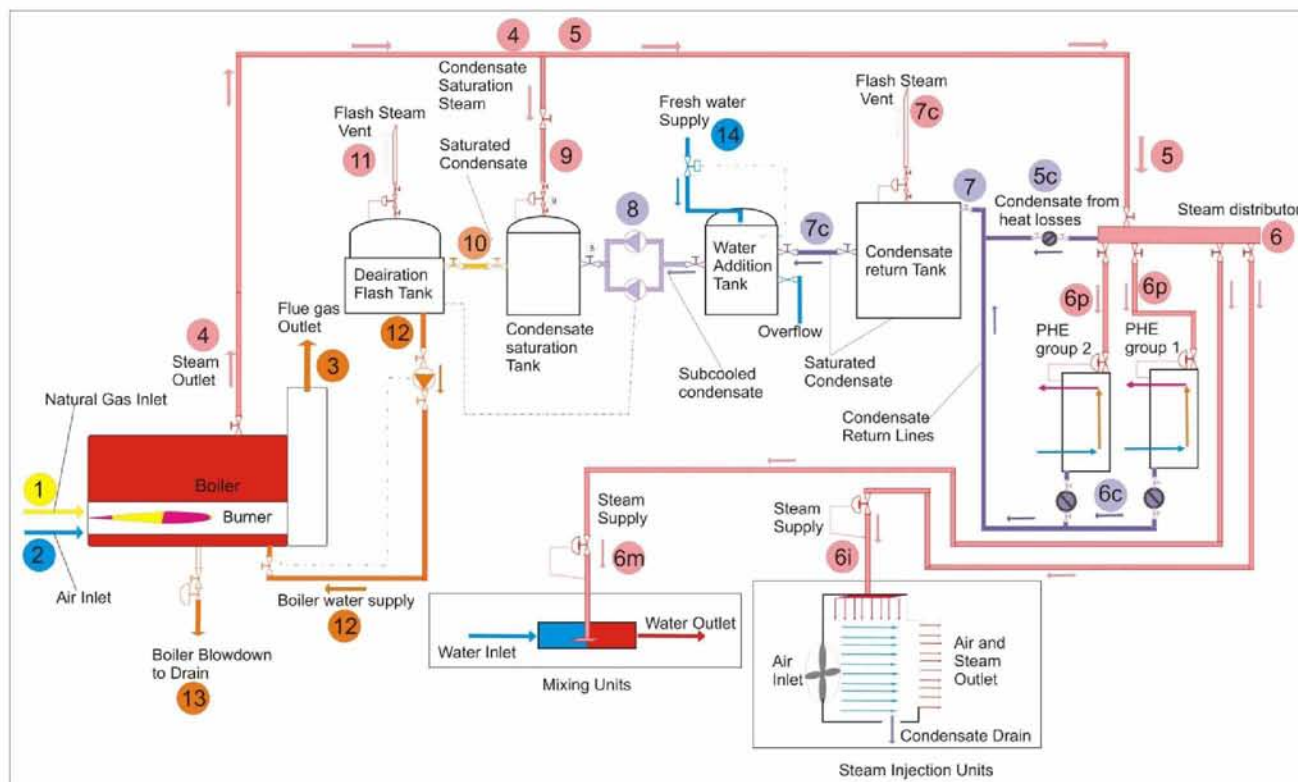 4
5
Condensate
Saturation
Steam
Flash Steam
Vent
11
Saturated
Condensate
9
Fresh water
Supply
14
Flash Steam
Vent
7c
5
7
5c
Condensate from
heat losses
Steam distributor
6
8
10
7c
Deairation
Flash Tank
Water
Addition
Tank
Condensate
return Tank
6p
6p
Flue gas
Outlet
3
12
Condensate
saturation
Tank
Overflow
Saturated
Condensate
Subcooled
condensate
PHE
group 2
PHE
group 1
4
Steam
Outlet
Natural Gas Inlet
Condensate
Return Lines
1
Boiler
Burner
2
Air Inlet
6c
Steam
Supply
6m
Steam
Supply
6i
Boiler water supply
12
Boiler Blowdown
to Drain
13
Water Inlet
Water Outlet
Mixing Units
Air
Inlet
Air and
Steam
Outlet
Condensate Drain
Steam Injection Units